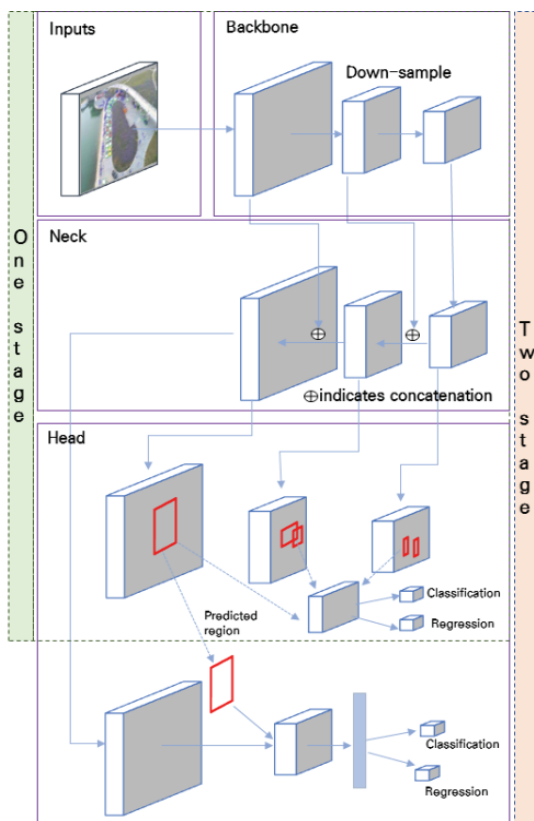 Inputs
Backbone
Down-sample
One stage
Neck
⊕indicates concatenation
Two stage
Head
Classification
Predicted
region
Regression
Classification
Regression